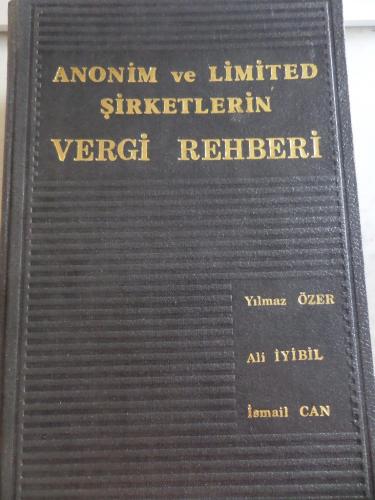 ANONİM ve LİMİTED
ŞİRKETLERİN
VERGİ REHBERİ
Yılmaz ÖZER
Ali İYİBİL
İsmail CAN